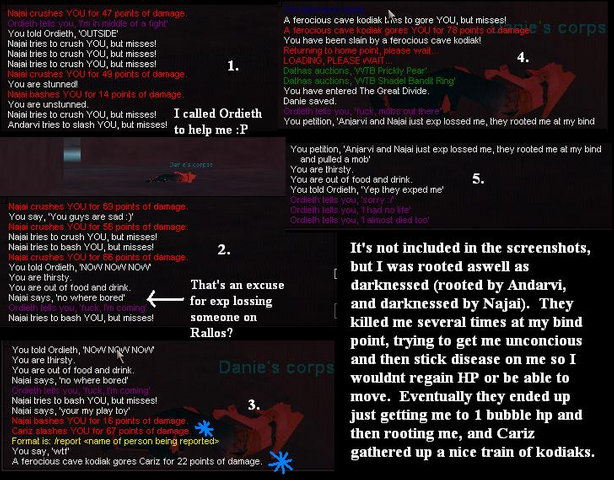 Najai crushes YOU for 47 points of damage.
Ordieth tells you, 'I'm in middle of a fight'
You told Ordieth, 'OUTSIDE'
Najai tries to crush YOU, but misses!
Najai tries to crush YOU, but misses!
Najai tries to crush YOU, but misses!
Najai crushes YOU for 49 points of damage.
You are stunned!
Najai bashes YOU for 14 points of damage.
You are unstunned.
Najai tries to crush YOU, but misses!
Andarvi tries to slash YOU, but misses!
1.
I called Ordieth
to help me :P
Danie's corps
Najai crushes YOU for 53 points of damage.
You say, 'You guys are sad :)'
Najai crushes YOU for 56 points of damage.
Najai tries to crush YOU, but misses!
Najai tries to bash YOU, but misses!
Najai crushes YOU for 66 points of damage.
You told Ordieth, 'NOW NOW NOW'
You are thirsty.
You are out of food and drink.
Najai says, 'no where bored'
Ordieth tells you, 'fuck, I'm coming'
Najai tries to bash YOU, but misses!
2.
That's an excuse
for exp lossing
someone on
Rallos?
You told Ordieth, 'NOW NOW NOW'
You are thirsty.
You are out of food and drink.
Najai says, 'no where bored'
Ordieth tells you, 'fuck, I'm coming'
Najai tries to bash YOU, but misses!
Najai says, 'your my play toy'
Najai bashes YOU for 16 points of damage.
Cariz slashes YOU for 67 points of damage.
Format is: /report <name of person being reported>
You say, 'wtf'
A ferocious cave kodiak gores Cariz for 22 points of damage.
3.
Danie's corps
A ferocious cave kodiak tries to gore YOU, but misses!
A ferocious cave kodiak gores YOU for 78 points of damage.
You have been slain by a ferocious cave kodiak!
Returning to home point, please wait...
LOADING, PLEASE WAIT...
Dathas auctions, 'WTB Prickly Pear'
Dathas auctions, 'WTB Shadel Bandit Ring'
You have entered The Great Divide.
Danie saved.
Ordieth tells you, 'fuck, mobs out there'
You petition, 'Anjarvi and Najai just exp lossed me, they rooted me at my bind
4.
anie's corps
You petition, 'Anjarvi and Najai just exp lossed me, they rooted me at my bind
and pulled a mob'
You are thirsty.
You are out of food and drink.
You told Ordieth, 'Yep they exped me'
Ordieth tells you, 'sorry :/'
Ordieth tells you, 'I had no life'
Ordieth tells you, 'I almost died too'
5.
It's not included in the screenshots,
but I was rooted aswell as
darknessed (rooted by Andarvi,
and darknessed by Najai). They
killed me several times at my bind
point, trying to get me unconcious
and then stick disease on me so I
wouldnt regain HP or be able to
move. Eventually they ended up
just getting me to 1 bubble hp and
then rooting me, and Cariz
gathered up a nice train of kodiaks.